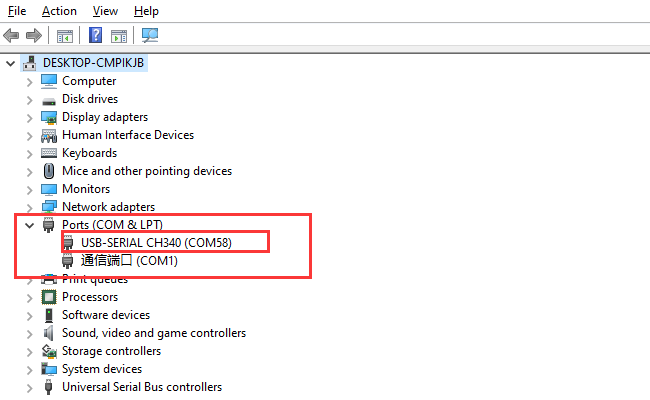 File Action View Help
DESKTOP-CMPIKJB
Computer
Disk drives
Display adapters
Human Interface Devices
Keyboards
Mice and other pointing devices
Monitors
Network adapters
Ports (COM & LPT)
USB-SERIAL CH340 (COM58)
通信端口 (COM1)
Print queues
Processors
Software devices
Sound, video and game controllers
Storage controllers
System devices
Universal Serial Bus controllers